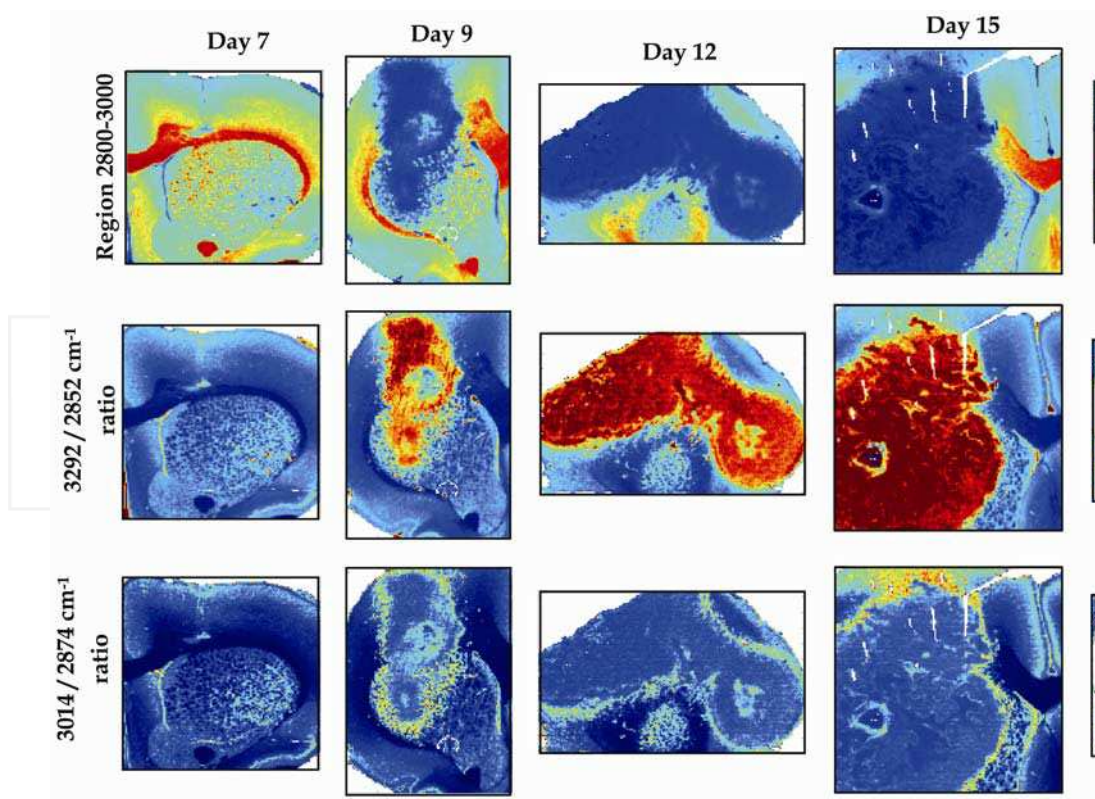 Day 7
Day 9
Day 12
Day 15
Region 2800-3000
3292 / 2852 cm-1
ratio
3014 / 2874 cm-1
ratio